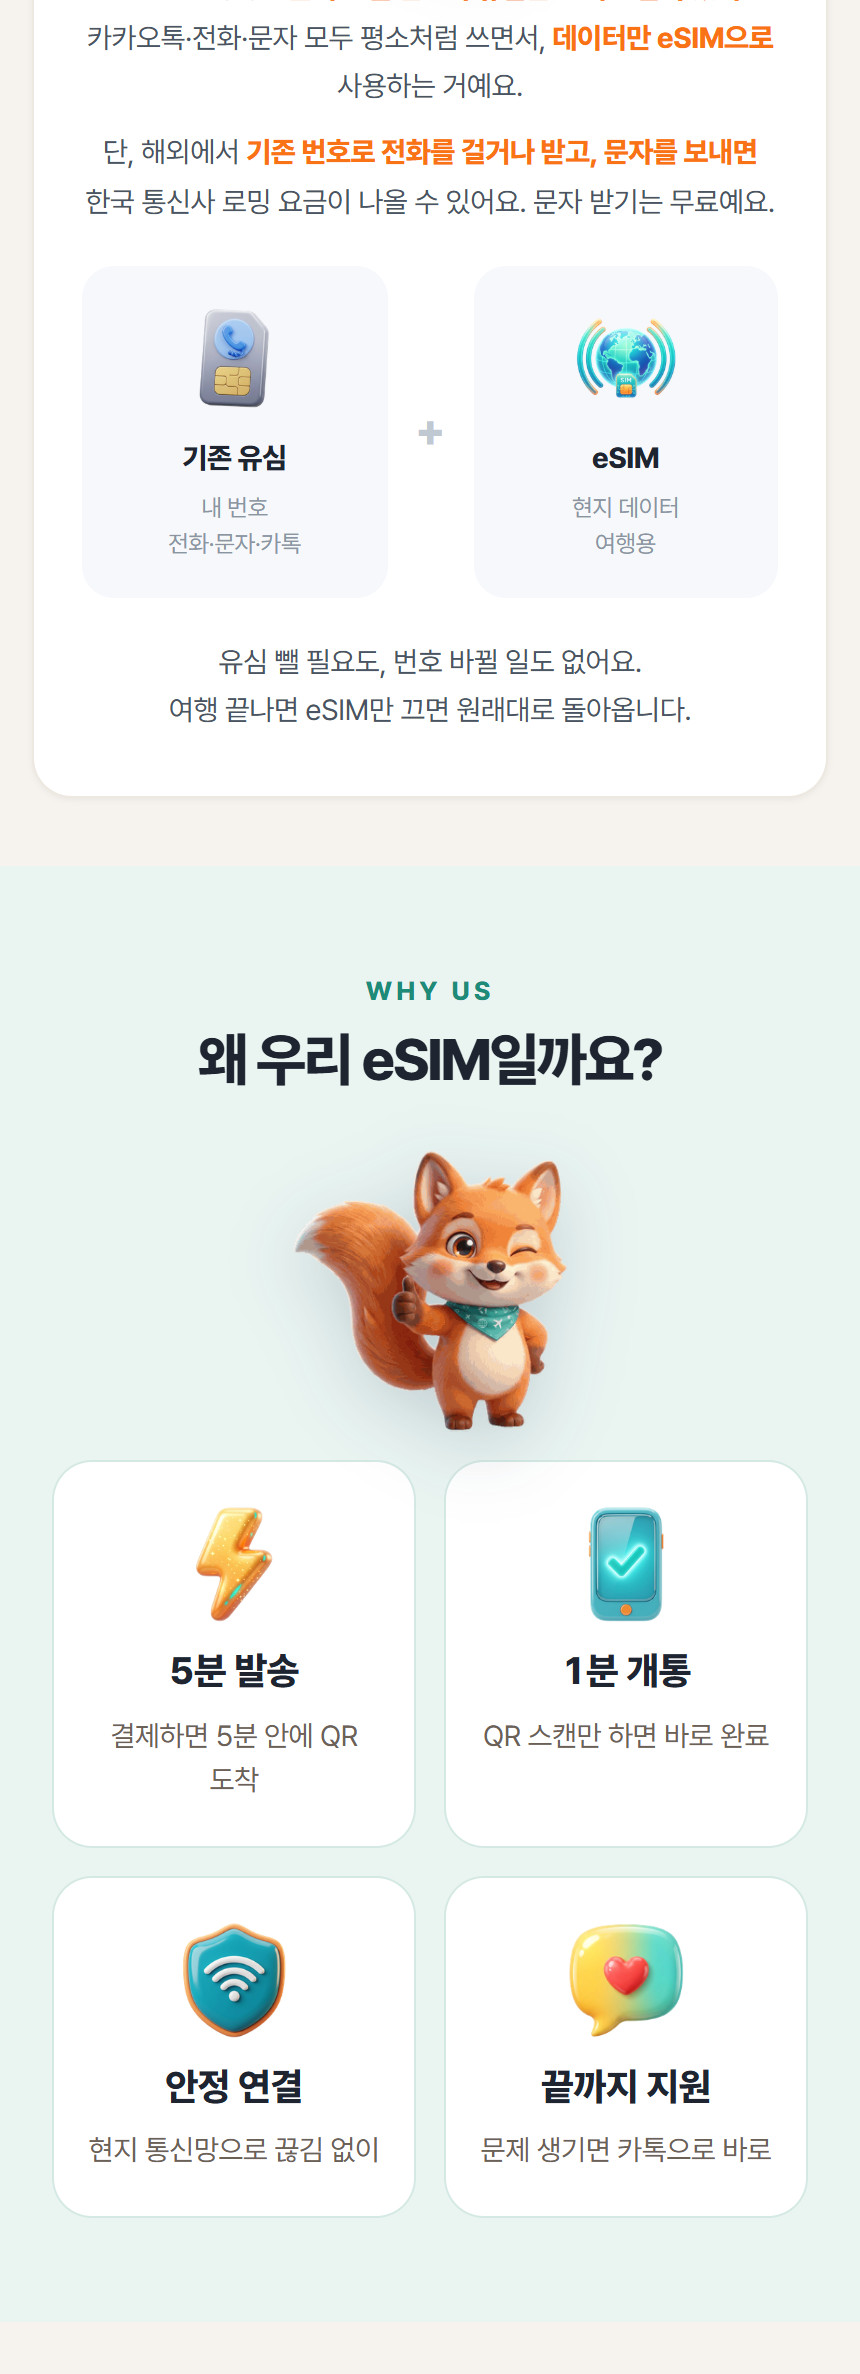 카카오톡·전화·문자 모두 평소처럼 쓰면서, 데이터만 eSIM으로
사용하는 거예요.
단, 해외에서 기존 번호로 전화를 걸거나 받고, 문자를 보내면
한국 통신사 로밍 요금이 나올 수 있어요. 문자 받기는 무료예요.
기존 유심
내 번호
전화·문자·카톡
+
SIM
eSIM
현지 데이터
여행용
유심 뺄 필요도, 번호 바뀔 일도 없어요.
여행 끝나면 eSIM만 끄면 원래대로 돌아옵니다.
WHY US
왜 우리 eSIM일까요?
5분 발송
결제하면 5분 안에 QR
도착
1분 개통
QR 스캔만 하면 바로 완료
안정 연결
현지 통신망으로 끊김 없이
끝까지 지원
문제 생기면 카톡으로 바로